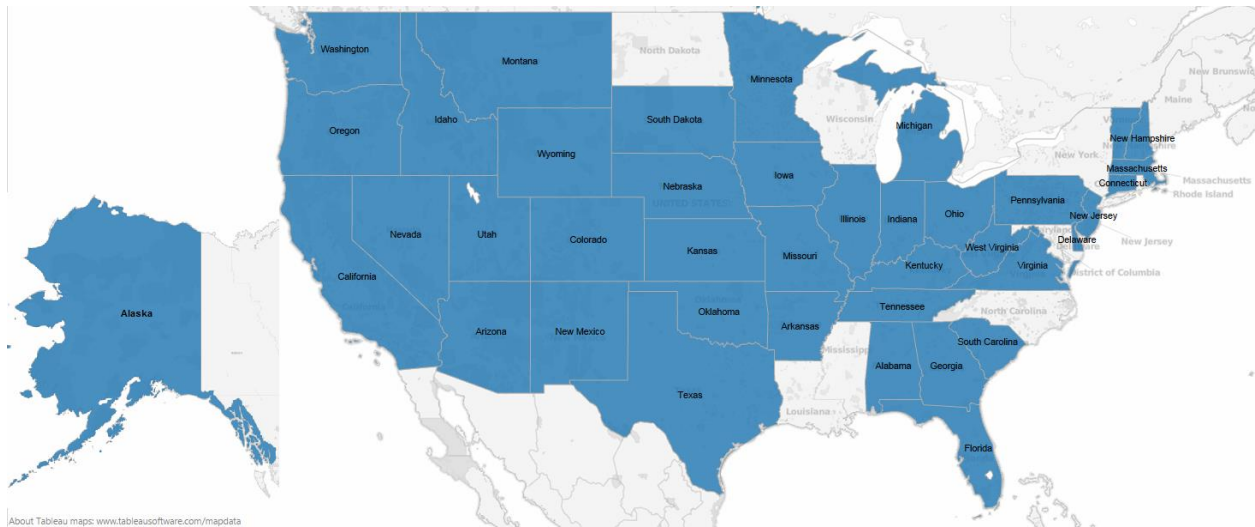 North Dakota
Washington
Montana
Minnesota
New Brunswick
Maine
Idaho
South Dakota
Wisconsin
Michigan
Oregon
New Hampshire
Wyoming
New York
Massachusetts
Massachusetts
Iowa
Connecticut
Nebraska
Rhode Island
UNITED STATES
Pennsylvania
Illinois
Indiana
Ohio
New Jersey
Nevada
Utah
Colorado
Delaware
New Jersey
West Virginia
Kansas
Missouri
Virginia
District of Columbia
Kentucky
California
Tennessee
Alaska
Oklahoma
North Carolina
Arkansas
Arizona
New Mexico
South Carolina
Mississippi
Alabama
Georgia
Texas
Louisiana
Florida
About Tableau maps: www.tableausoftware.com/mapdata